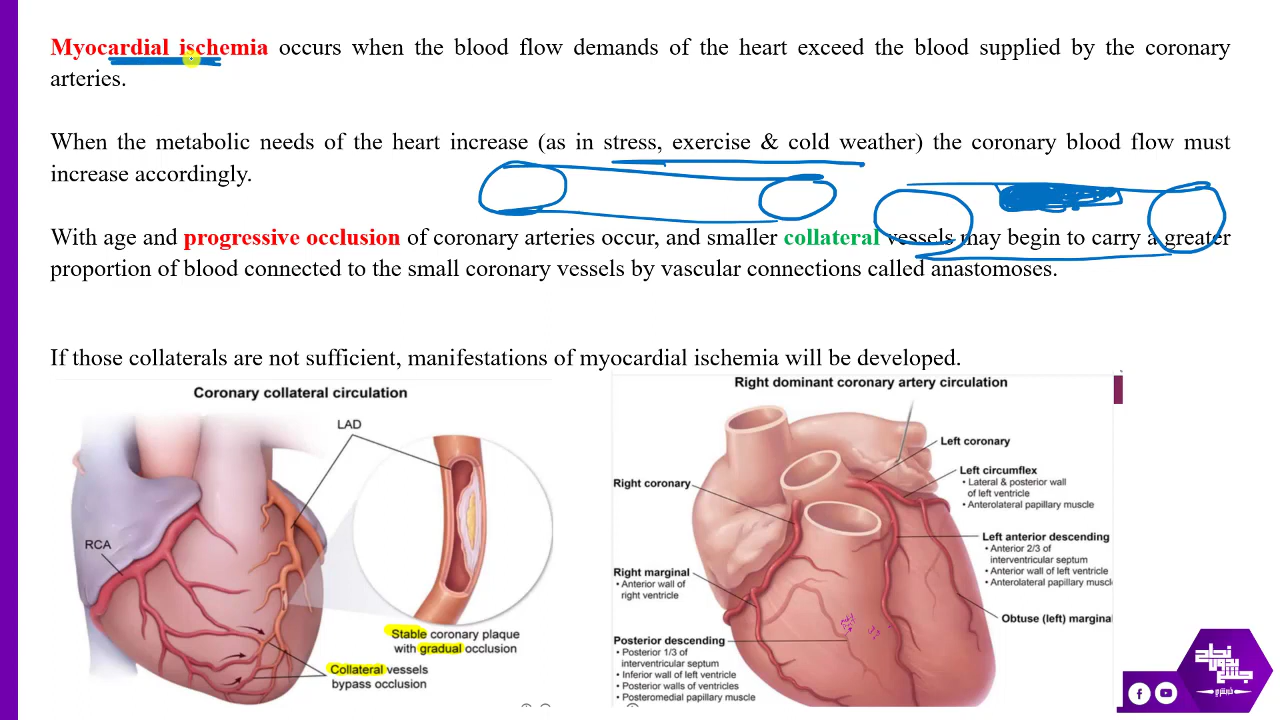 Myocardial ischemia occurs when the blood flow demands of the heart exceed the blood supplied by the coronary
arteries.
When the metabolic needs of the heart increase (as in stress, exercise & cold weather) the coronary blood flow must
increase accordingly.
With age and progressive occlusion of coronary arteries occur, and smaller collateral vessels may begin to carry a greater
proportion of blood connected to the small coronary vessels by vascular connections called anastomoses.
If those collaterals are not sufficient, manifestations of myocardial ischemia will be developed.
Coronary collateral circulation
LAD
RCA
Stable coronary plaque
with gradual occlusion
Collateral vessels
bypass occlusion
Right dominant coronary artery circulation
Left coronary
Left circumflex
• Lateral & posterior wall
of left ventricle
• Anterolateral papillary muscle
Right coronary
Left anterior descending
• Anterior 2/3 of
interventricular septum
• Anterior wall of left ventricle
• Anterolateral papillary muscl
Right marginal
• Anterior wall of
right ventricle
Obtuse (left) margina
Posterior descending
• Posterior 1/3 of
interventricular septum
• Inferior wall of left ventricle
• Posterior walls of ventricles
• Posteromedial papillary muscle